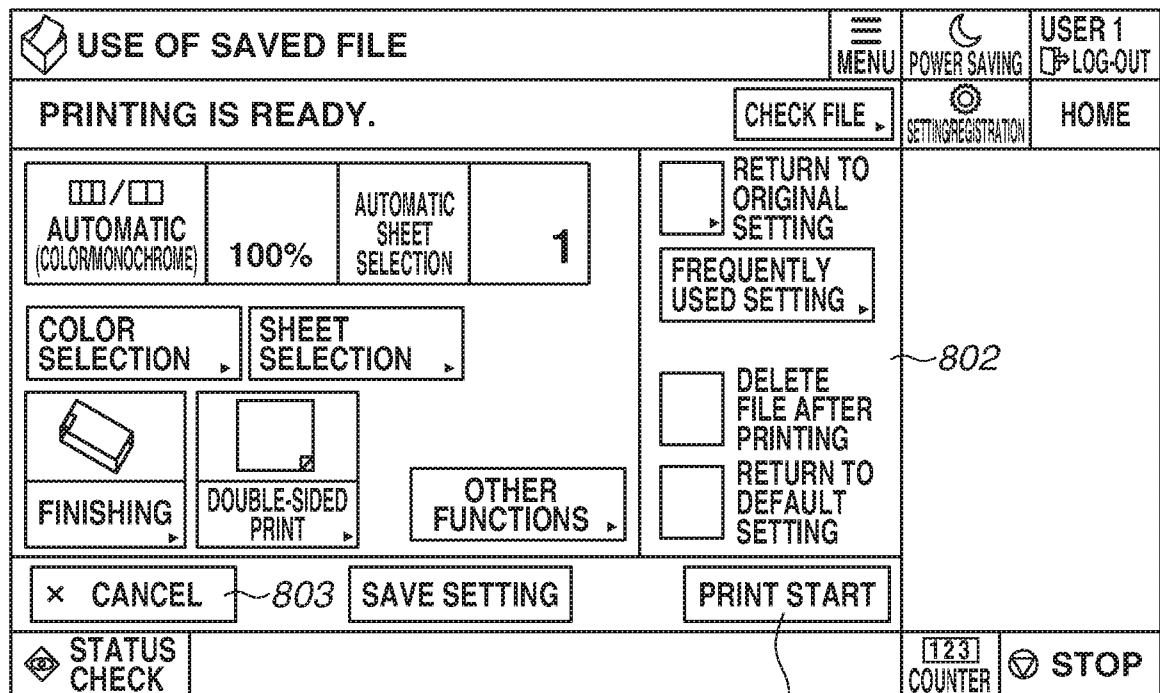 USE OF SAVED FILE
MENU
POWER SAVING
USER 1
LOG-OUT
PRINTING IS READY.
CHECK FILE
SETTING/REGISTRATION
HOME
AUTOMATIC
(COLOR/MONOCHROME)
100%
AUTOMATIC
SHEET
SELECTION
1
RETURN TO
ORIGINAL
SETTING
FREQUENTLY
USED SETTING
COLOR
SELECTION
SHEET
SELECTION
802
DELETE
FILE AFTER
PRINTING
FINISHING
DOUBLE-SIDED
PRINT
OTHER
FUNCTIONS
RETURN TO
DEFAULT
SETTING
× CANCEL
803
SAVE SETTING
PRINT START
STATUS
CHECK
123
COUNTER
STOP